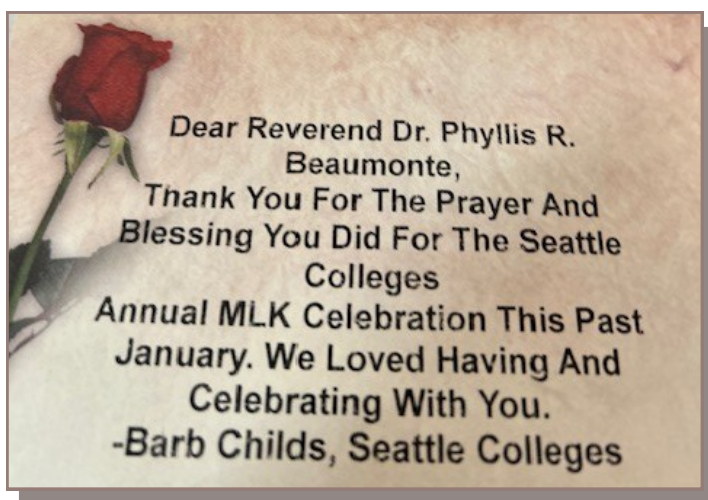 Dear Reverend Dr. Phyllis R.
Beaumonte,
Thank You For The Prayer And
Blessing You Did For The Seattle
Colleges
Annual MLK Celebration This Past
January. We Loved Having And
Celebrating With You.
-Barb Childs, Seattle Colleges